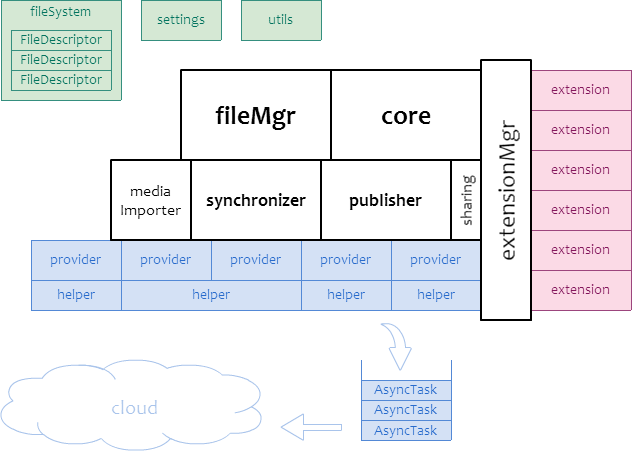 fileSystem
FileDescriptor
FileDescriptor
FileDescriptor
settings
utils
fileMgr
core
extensionMgr
extension
extension
extension
extension
extension
extension
media
Importer
synchronizer
publisher
sharing
provider
provider
provider
provider
provider
helper
helper
helper
helper
cloud
AsyncTask
AsyncTask
AsyncTask